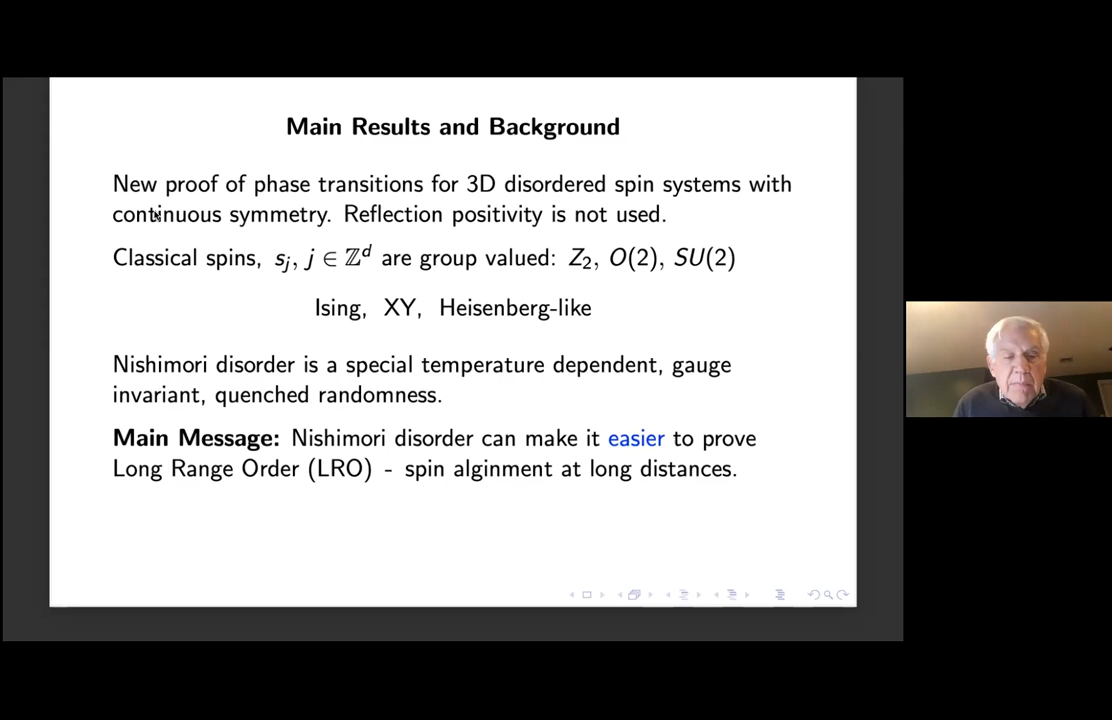 Main Results and Background
New proof of phase transitions for 3D disordered spin systems with
continuous symmetry. Reflection positivity is not used.
Classical spins, s_j, j ∈ ℤ^d are group valued: Z₂, O(2), SU(2)
Ising, XY, Heisenberg-like
Nishimori disorder is a special temperature dependent, gauge
invariant, quenched randomness.
Main Message: Nishimori disorder can make it easier to prove
Long Range Order (LRO) - spin alginment at long distances.